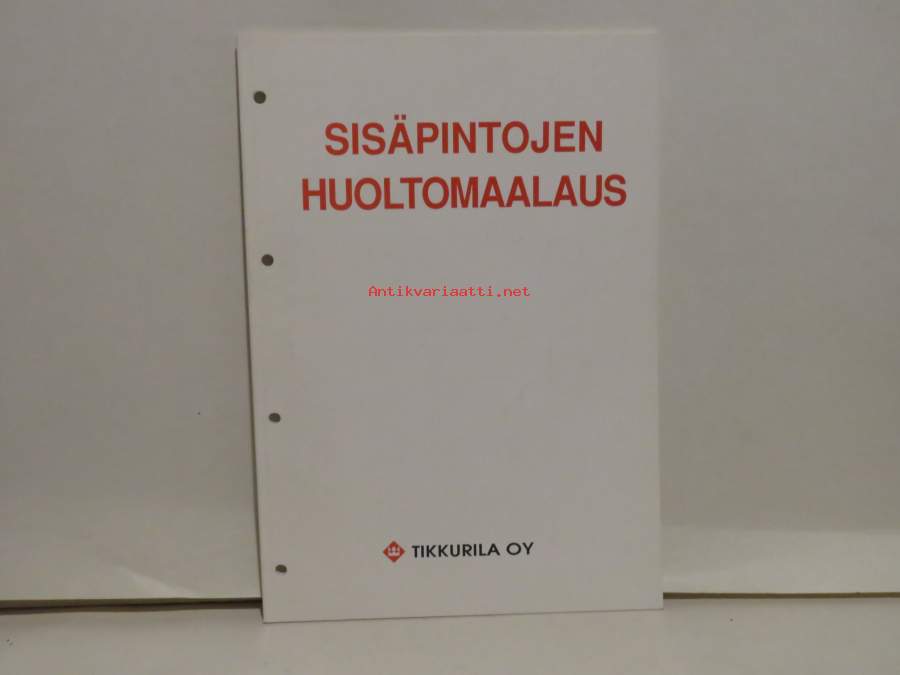 SISÄPINTOJEN
HUOLTOMAALAUS
Antikvariaatti.net
TIKKURILA OY